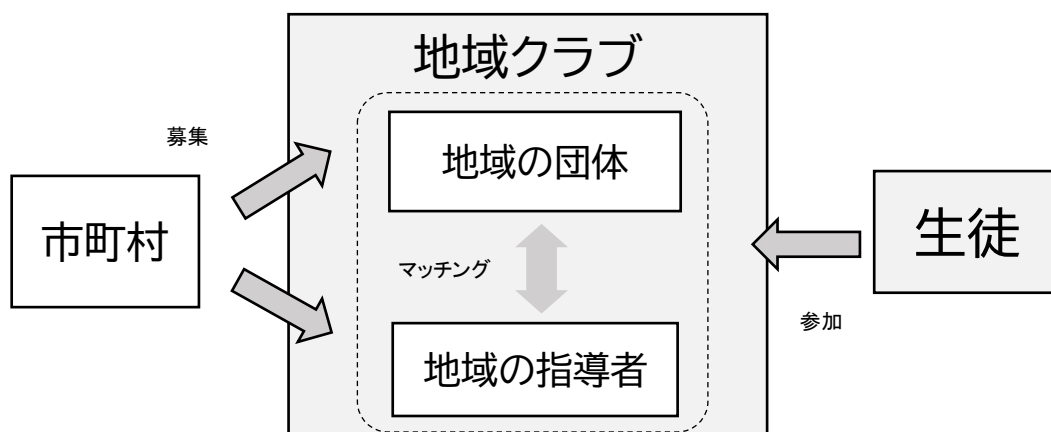 地域クラブ
募集
地域の団体
市町村
生徒
マッチング
参加
地域の指導者